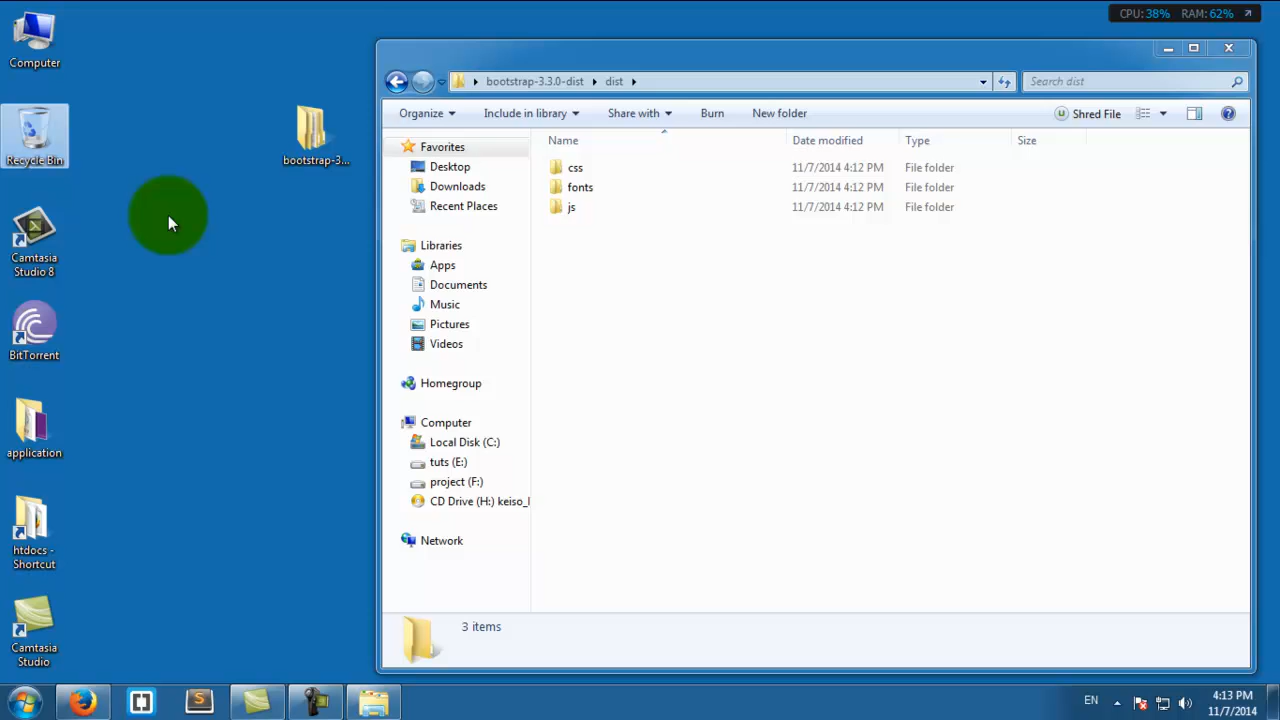 CPU: 38% RAM: 62%
Computer
Recycle Bin
bootstrap-3...
Camtasia
Studio 8
BitTorrent
application
htdocs -
Shortcut
Camtasia
Studio
bootstrap-3.3.0-dist dist
Search dist
Organize Include in library Share with Burn New folder Shred File
Name Date modified Type Size
Favorites
Desktop
Downloads
Recent Places
Libraries
Apps
Documents
Music
Pictures
Videos
Homegroup
Computer
Local Disk (C:)
tuts (E:)
project (F:)
CD Drive (H:) keiso_
Network
css 11/7/2014 4:12 PM File folder
fonts 11/7/2014 4:12 PM File folder
js 11/7/2014 4:12 PM File folder
3 items
EN
4:13 PM
11/7/2014